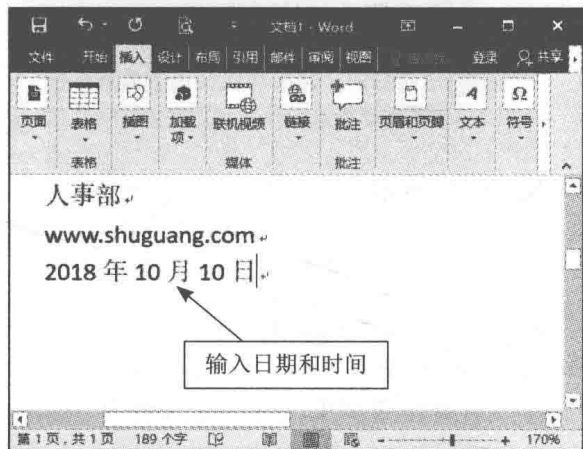 文档1 - Word
文件 开始 插入 设计 布局 引用 邮件 审阅 视图 登录 共享
页面 表格 插图 加载项 联机视频 链接 批注 页眉和页脚 文本 符号
表格 媒体 批注
人事部
www.shuguang.com
2018 年 10 月 10 日
输入日期和时间
第 1 页，共 1 页 189 个字 170%